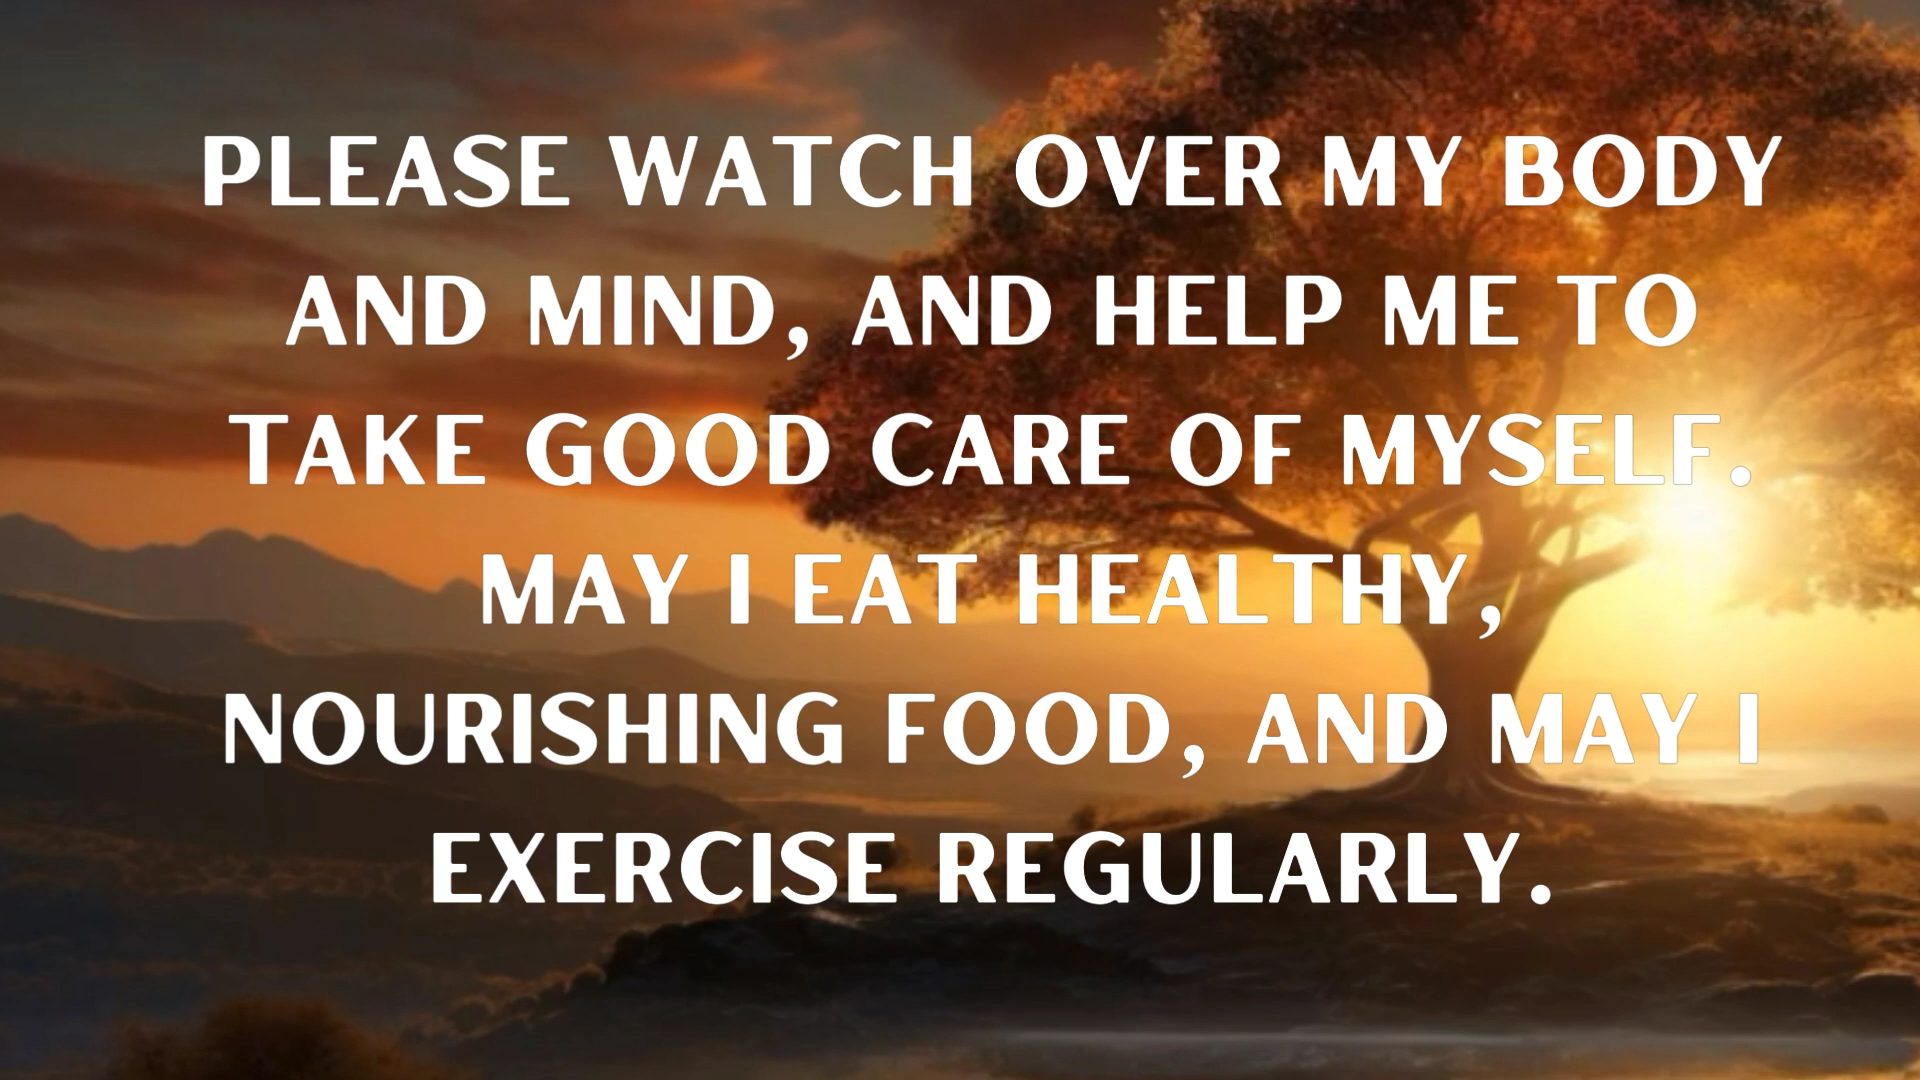 PLEASE WATCH OVER MY BODY
AND MIND, AND HELP ME TO
TAKE GOOD CARE OF MYSELF.
MAY I EAT HEALTHY,
NOURISHING FOOD, AND MAY I
EXERCISE REGULARLY.